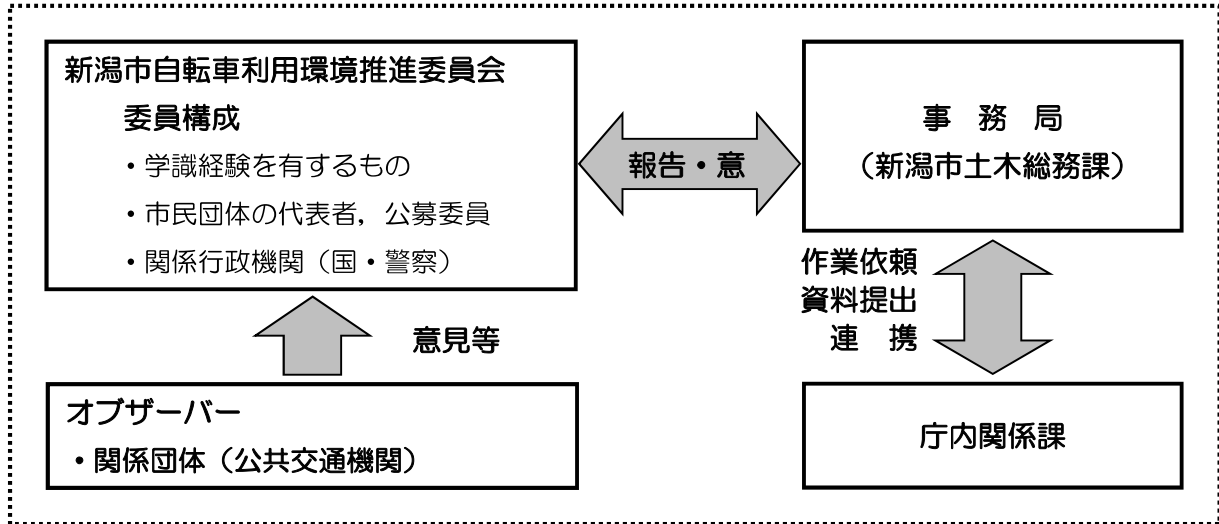 新潟市自転車利用環境推進委員会
委員構成
・学識経験を有するもの
・市民団体の代表者，公募委員
・関係行政機関（国・警察）
報告・意
事　務　局
（新潟市土木総務課）
作業依頼
資料提出
連　携
意見等
オブザーバー
・関係団体（公共交通機関）
庁内関係課